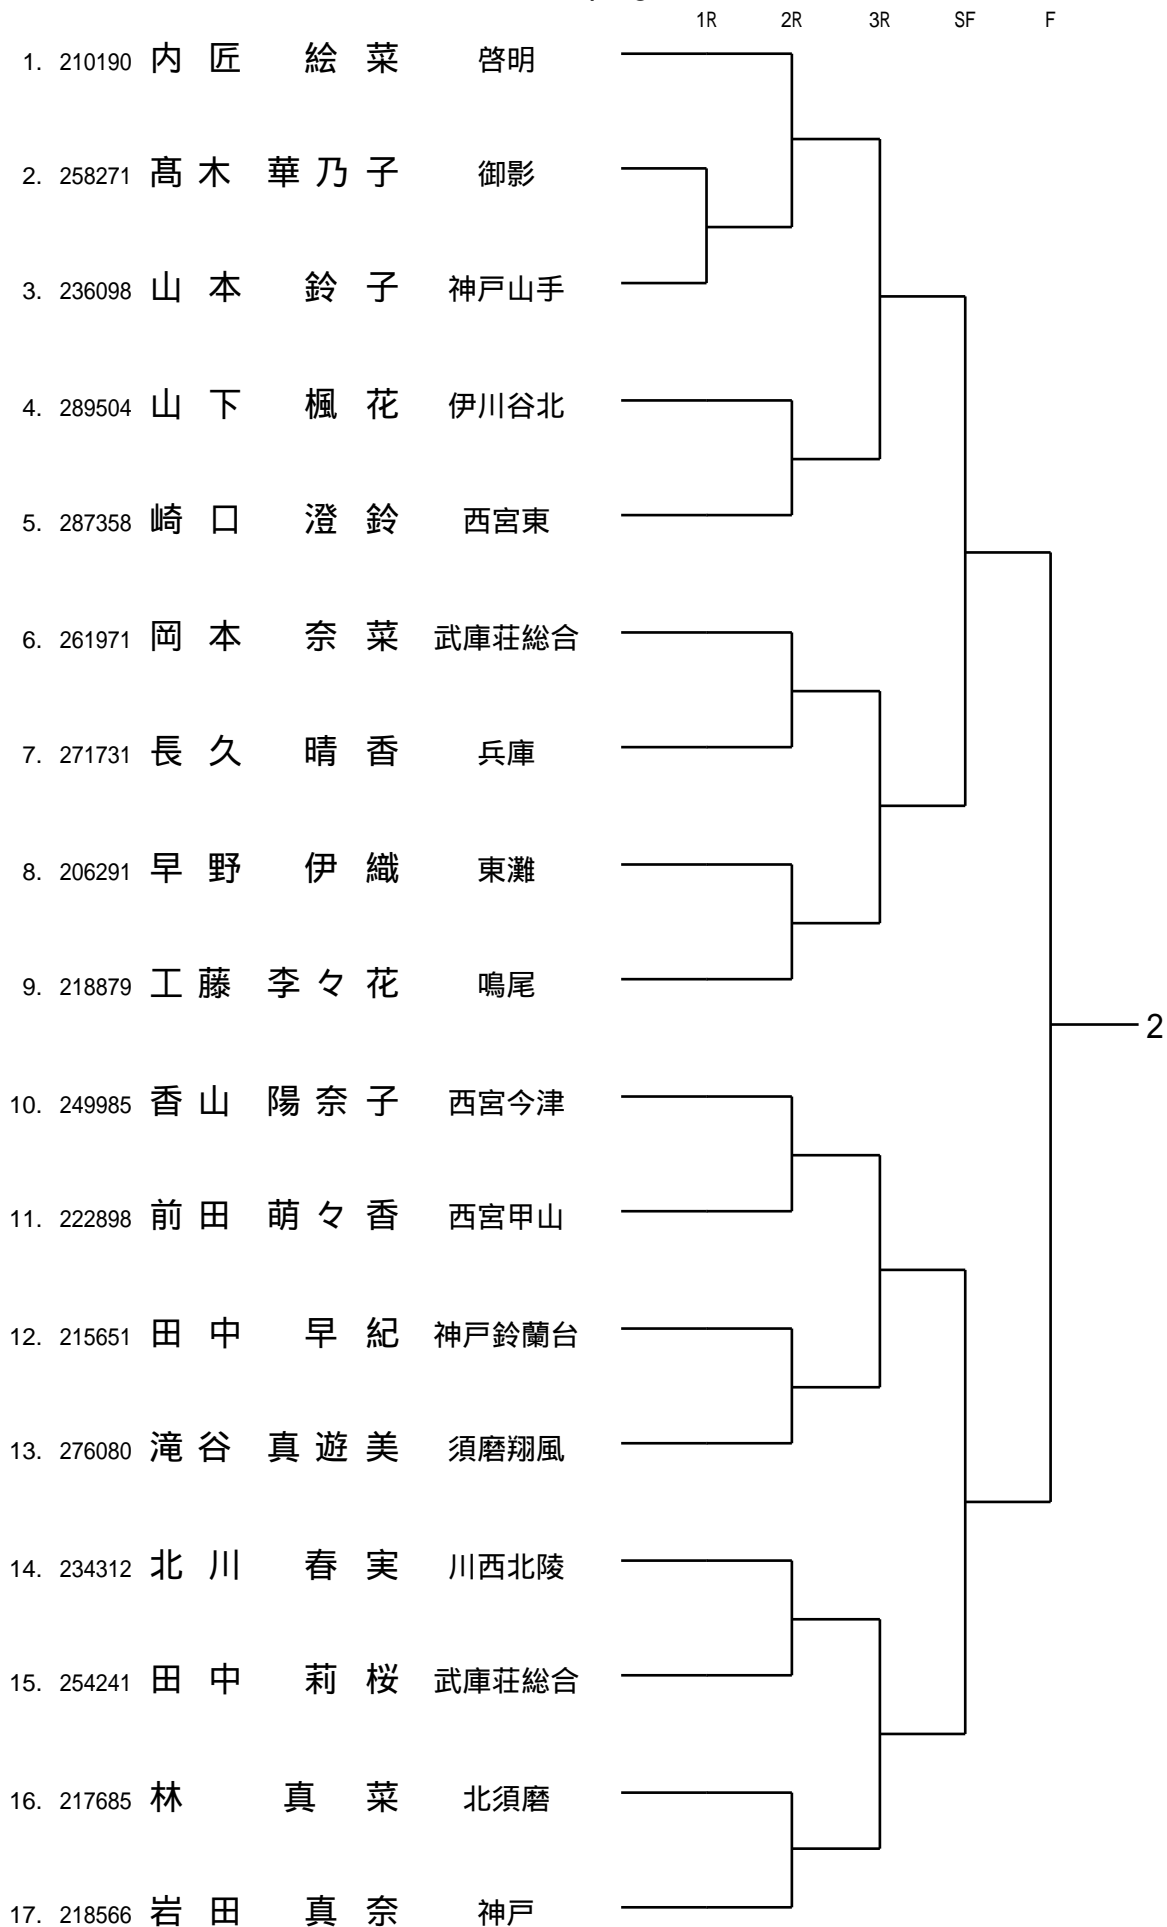 1R 2R 3R SF F
1. 210190 内匠 絵菜 啓明
2. 258271 髙木 華乃子 御影
3. 236098 山本 鈴子 神戸山手
4. 289504 山下 楓花 伊川谷北
5. 287358 崎口 澄鈴 西宮東
6. 261971 岡本 奈菜 武庫荘総合
7. 271731 長久 晴香 兵庫
8. 206291 早野 伊織 東灘
9. 218879 工藤 李々花 鳴尾
2
10. 249985 香山 陽奈子 西宮今津
11. 222898 前田 萌々香 西宮甲山
12. 215651 田中 早紀 神戸鈴蘭台
13. 276080 滝谷 真遊美 須磨翔風
14. 234312 北川 春実 川西北陵
15. 254241 田中 莉桜 武庫荘総合
16. 217685 林 真菜 北須磨
17. 218566 岩田 真奈 神戸